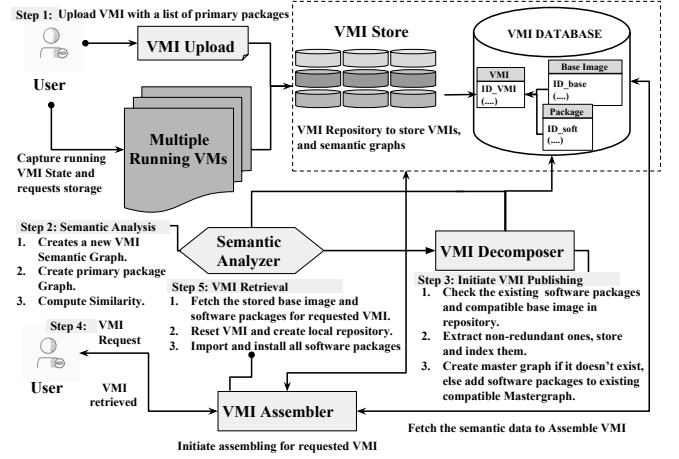 Step 1: Upload VMI with a list of primary packages
VMI Upload
User
Multiple
Running VMs
Capture running
VMI State and
requests storage
VMI Store
VMI Repository to store VMIs,
and semantic graphs
VMI DATABASE
VMI
ID_VMI
(....)
Base Image
ID_base
(....)
Package
ID_soft
(....)
Step 2: Semantic Analysis
1. Creates a new VMI
Semantic Graph.
2. Create primary package
Graph.
3. Compute Similarity.
Semantic
Analyzer
VMI Decomposer
Step 3: Initiate VMI Publishing
1. Check the existing software packages
and compatible base image in
repository.
2. Extract non-redundant ones, store
and index them.
3. Create master graph if it doesn't exist,
else add software packages to existing
compatible Mastergraph.
Step 5: VMI Retrieval
1. Fetch the stored base image and
software packages for requested VMI.
2. Reset VMI and create local repository.
3. Import and install all software packages
Step 4: VMI
Request
User
VMI
retrieved
VMI Assembler
Initiate assembling for requested VMI
Fetch the semantic data to Assemble VMI